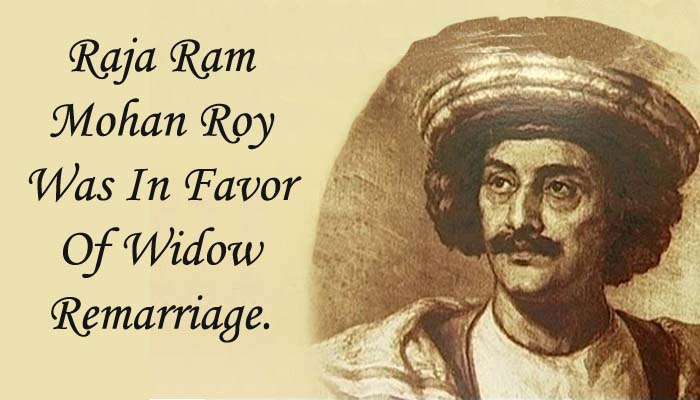 Raja Ram
Mohan Roy
Was In Favor
Of Widow
Remarriage.